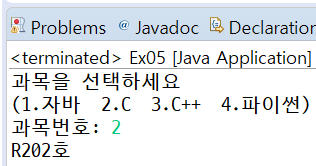 Problems @ Javadoc Declaration
<terminated> Ex05 [Java Application]
과목을 선택하세요
(1.자바 2.C 3.C++ 4.파이썬)
과목번호: 2
R202호